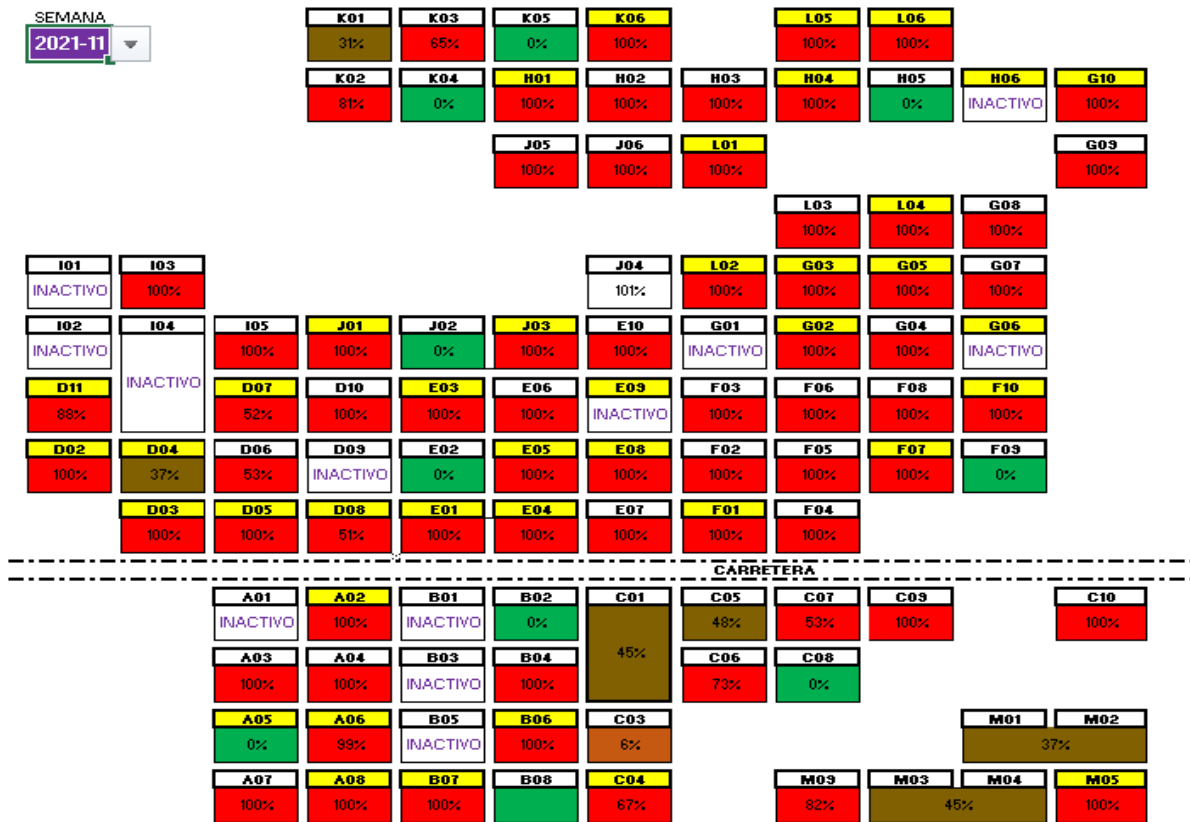 SEMANA
2021-11
K01 K03 K05 K06 L05 L06
31% 65% 0% 100% 100% 100%
K02 K04 H01 H02 H03 H04 H05 H06 G10
81% 0% 100% 100% 100% 100% 0% INACTIVO 100%
J05 J06 L01 G09
100% 100% 100% 100%
L03 L04 G08
100% 100% 100%
I01 I03 J04 L02 G03 G05 G07
INACTIVO 100% 101% 100% 100% 100% 100%
I02 I04 I05 J01 J02 J03 E10 G01 G02 G04 G06
INACTIVO INACTIVO 100% 100% 0% 100% 100% INACTIVO 100% 100% INACTIVO
D11 D07 D10 E03 E06 E09 F03 F06 F08 F10
88% 52% 100% 100% 100% INACTIVO 100% 100% 100% 100%
D02 D04 D06 D09 E02 E05 E08 F02 F05 F07 F09
100% 37% 53% INACTIVO 0% 100% 100% 100% 100% 100% 0%
D03 D05 D08 E01 E04 E07 F01 F04
100% 100% 51% 100% 100% 100% 100% 100%
CARRETERA
A01 A02 B01 B02 C01 C05 C07 C09 C10
INACTIVO 100% INACTIVO 0% 45% 48% 53% 100% 100%
A03 A04 B03 B04 C06 C08
100% 100% INACTIVO 100% 73% 0%
A05 A06 B05 B06 C03 M01 M02
0% 99% INACTIVO 100% 6% 37%
A07 A08 B07 B08 C04 M09 M03 M04 M05
100% 100% 100% 67% 82% 45% 100%